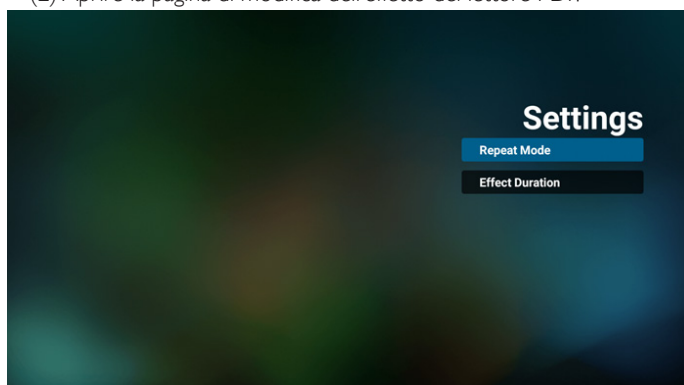 (2) Aprire la pagina di modifica dell'effetto del lettore PDF.
Settings
Repeat Mode
Effect Duration